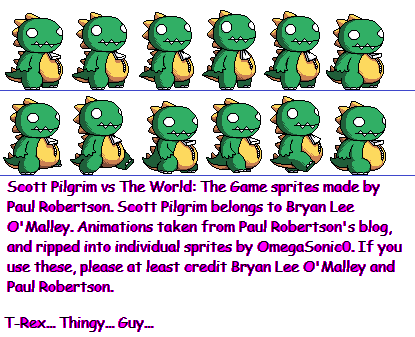 Scott Pilgrim vs The World: The Game sprites made by
Paul Robertson. Scott Pilgrim belongs to Bryan Lee
O'Malley. Animations taken from Paul Robertson's blog,
and ripped into individual sprites by OmegaSonic0. If you
use these, please at least credit Bryan Lee O'Malley and
Paul Robertson.
T-Rex... Thingy... Guy...